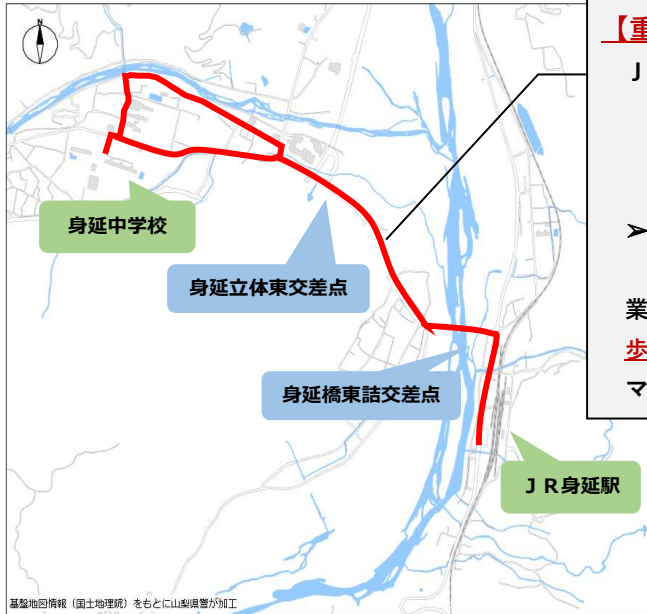 N
【重
J
➢
業
歩
マ
身延中学校
身延立体東交差点
身延橋東詰交差点
ＪＲ身延駅
基盤地図情報（国土地理院）をもとに山梨県警が加工